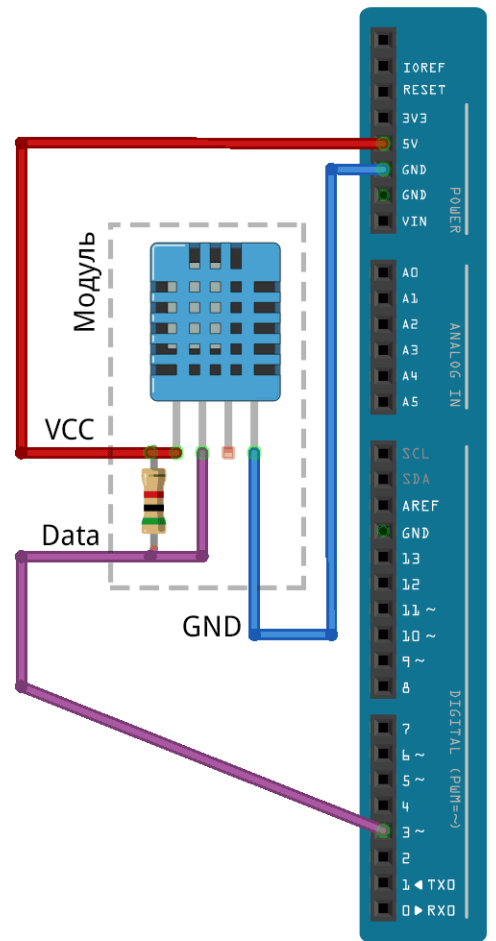 IOREF
RESET
3V3
5V
GND
GND
VIN
POWER
Модуль
A0
A1
A2
A3
A4
A5
ANALOG IN
VCC
SCL
SDA
AREF
GND
13
12
11 ~
10 ~
9 ~
8
Data
GND
7
6 ~
5 ~
4
3 ~
2
1 ◀ TX0
0 ▶ RX0
DIGITAL (PWM=~)